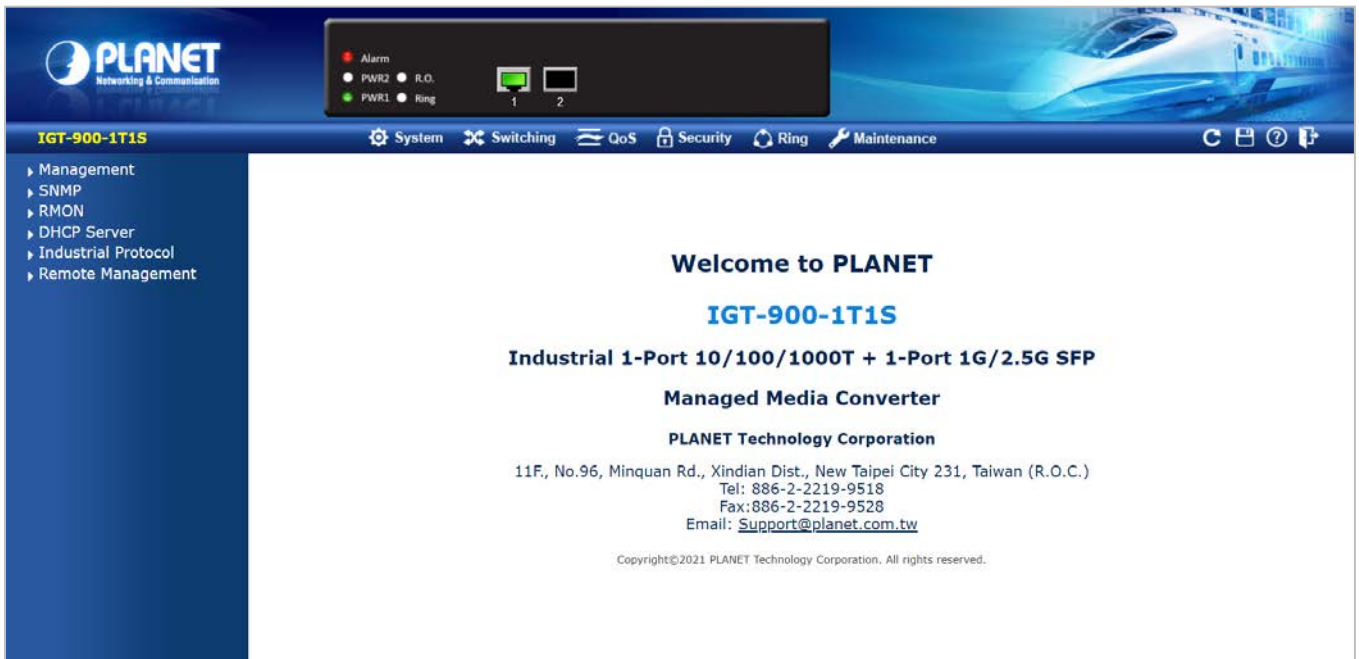 PLANET
Networking & Communication
Alarm
PWR2 R.O.
PWR1 Ring
1 2
IGT-900-1T1S
System Switching QoS Security Ring Maintenance
Management
SNMP
RMON
DHCP Server
Industrial Protocol
Remote Management
Welcome to PLANET
IGT-900-1T1S
Industrial 1-Port 10/100/1000T + 1-Port 1G/2.5G SFP
Managed Media Converter
PLANET Technology Corporation
11F., No.96, Minquan Rd., Xindian Dist., New Taipei City 231, Taiwan (R.O.C.)
Tel: 886-2-2219-9518
Fax:886-2-2219-9528
Email: Support@planet.com.tw
Copyright©2021 PLANET Technology Corporation. All rights reserved.